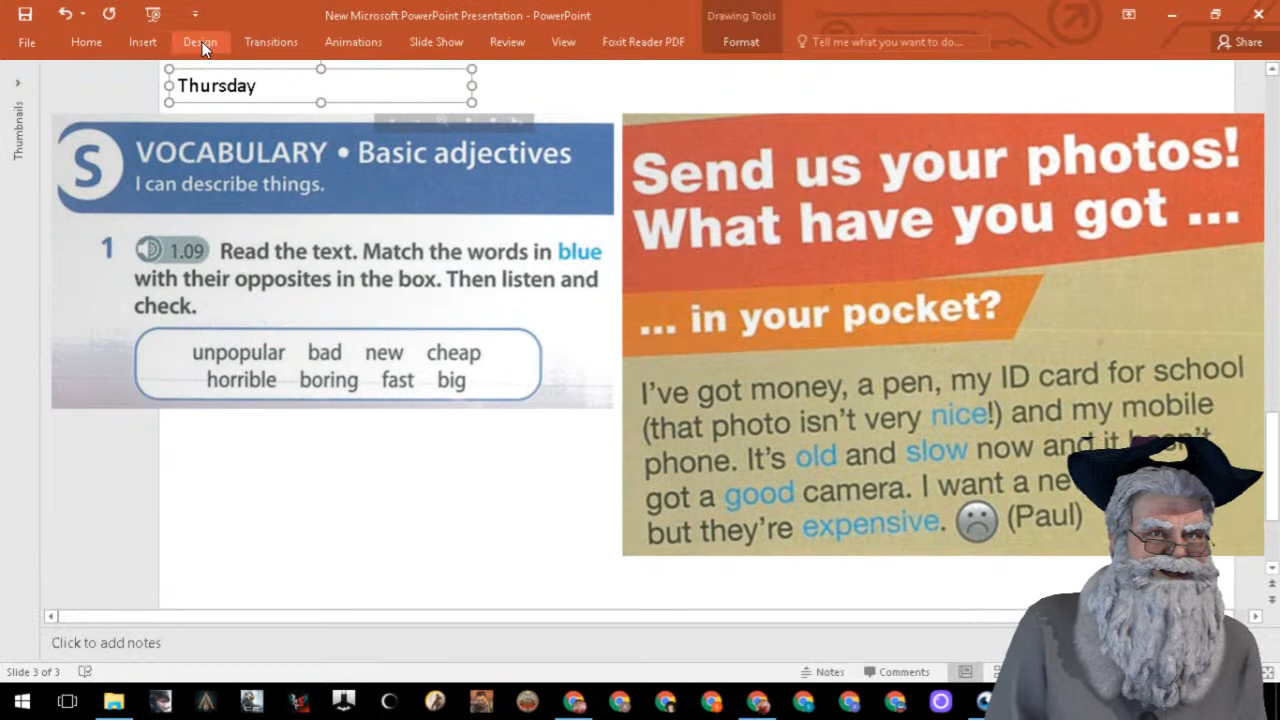 New Microsoft PowerPoint Presentation - PowerPoint
Drawing Tools
File Home Insert Design Transitions Animations Slide Show Review View Foxit Reader PDF Format Tell me what you want to do... Share
Thumbnails
Thursday
S
VOCABULARY • Basic adjectives
I can describe things.
1 1.09 Read the text. Match the words in blue
with their opposites in the box. Then listen and
check.
unpopular bad new cheap
horrible boring fast big
Send us your photos!
What have you got ...
... in your pocket?
I've got money, a pen, my ID card for school
(that photo isn't very nice!) and my mobile
phone. It's old and slow now and it hasn't
got a good camera. I want a ne
but they're expensive. (Paul)
Click to add notes
Slide 3 of 3
Notes Comments